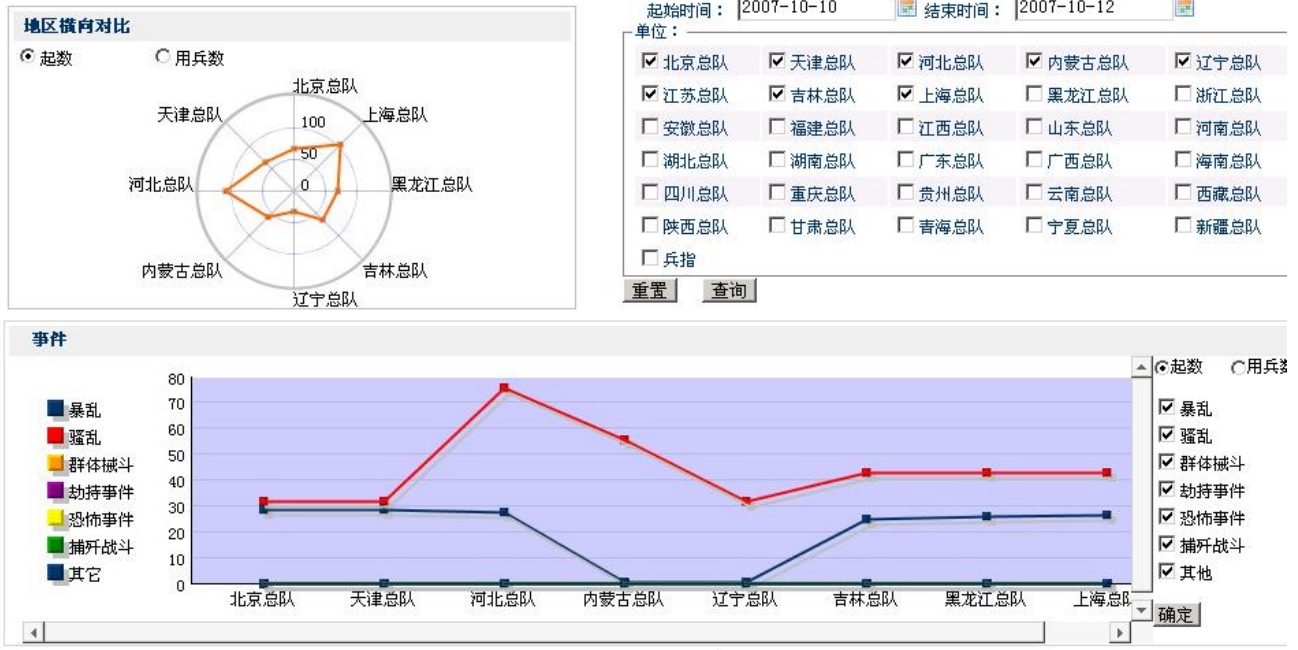 地区横向对比
起数 用兵数
北京总队
天津总队 上海总队
100
50
河北总队 0 黑龙江总队
内蒙古总队 吉林总队
辽宁总队
起始时间： 2007-10-10 结束时间： 2007-10-12
单位：
北京总队 天津总队 河北总队 内蒙古总队 辽宁总队
江苏总队 吉林总队 上海总队 黑龙江总队 浙江总队
安徽总队 福建总队 江西总队 山东总队 河南总队
湖北总队 湖南总队 广东总队 广西总队 海南总队
四川总队 重庆总队 贵州总队 云南总队 西藏总队
陕西总队 甘肃总队 青海总队 宁夏总队 新疆总队
兵指
重置 查询
事件
暴乱
骚乱
群体械斗
劫持事件
恐怖事件
捕歼战斗
其它
80
70
60
50
40
30
20
10
0
北京总队 天津总队 河北总队 内蒙古总队 辽宁总队 吉林总队 黑龙江总队 上海总队
起数 用兵数
暴乱
骚乱
群体械斗
劫持事件
恐怖事件
捕歼战斗
其他
确定